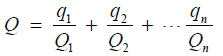 Q = q₁/Q₁ + q₂/Q₂ + ⋯ qₙ/Qₙ